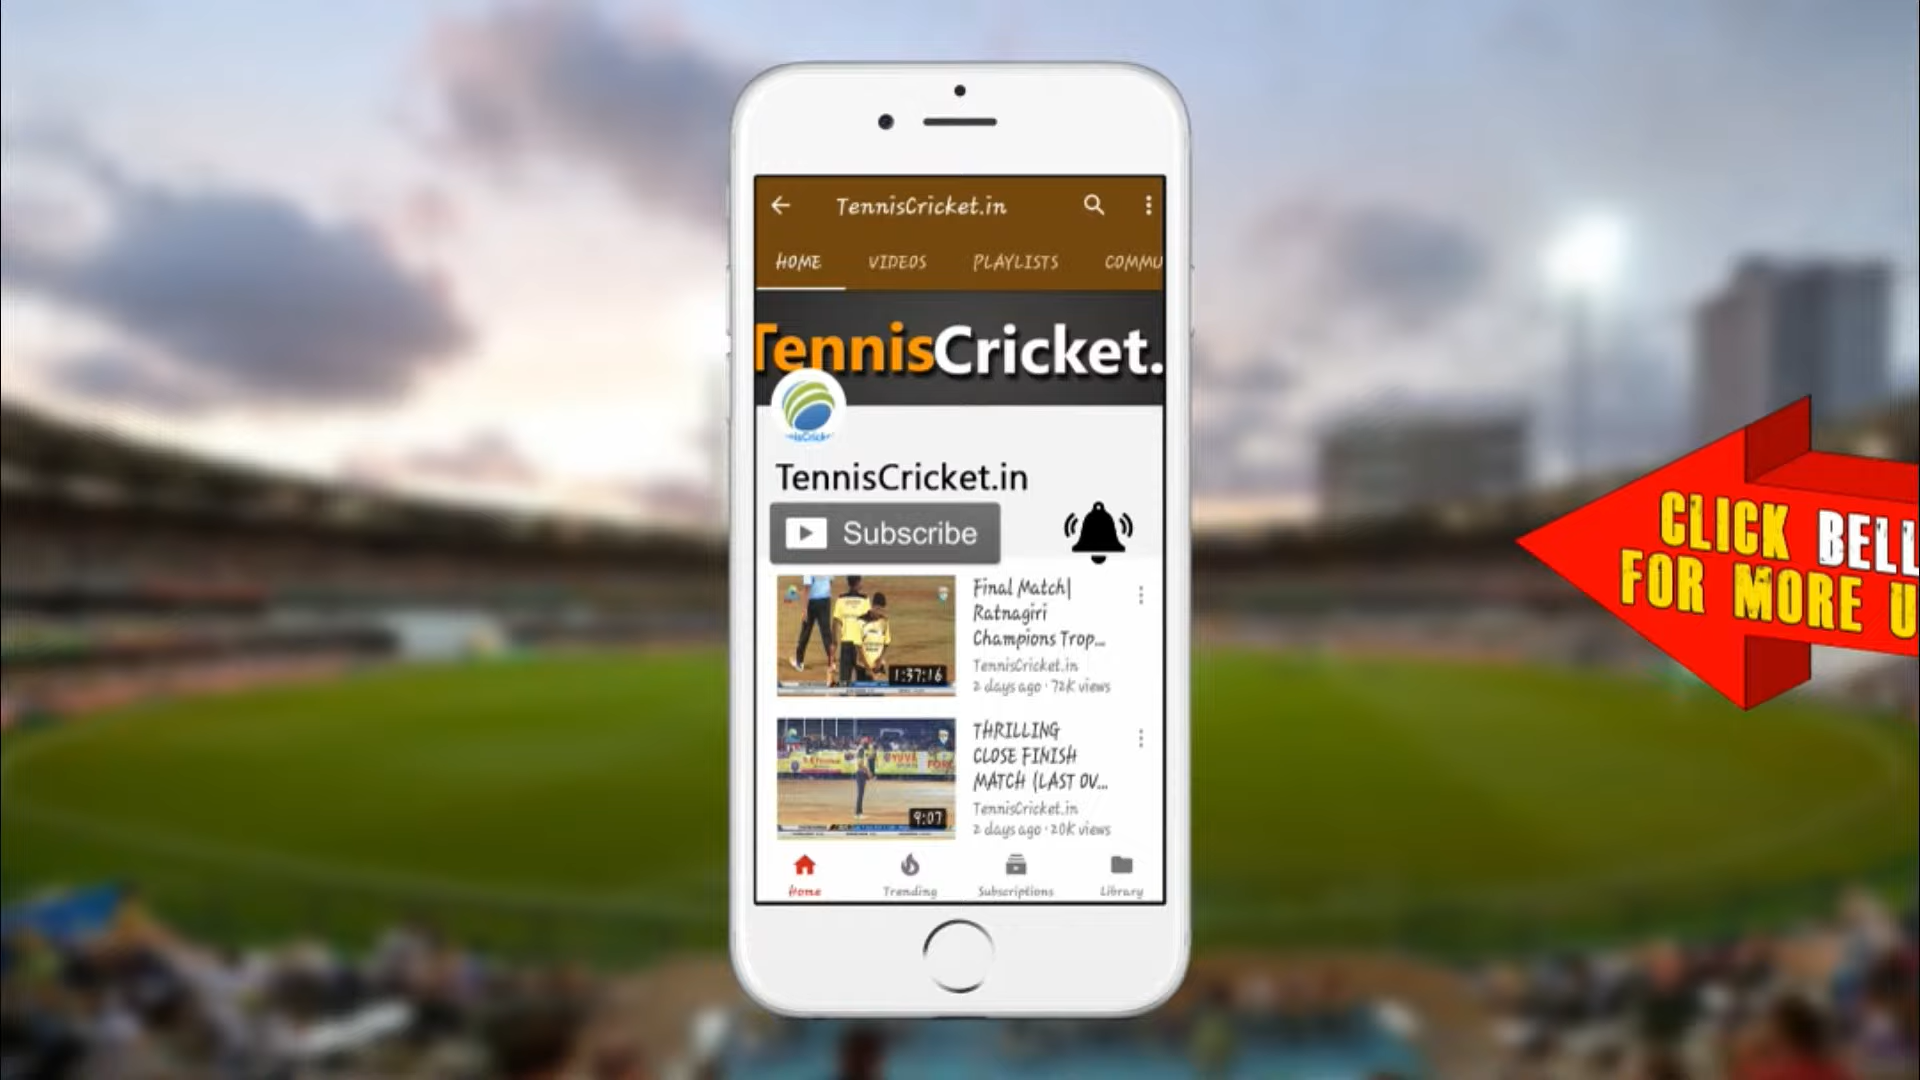 TennisCricket.in
HOME VIDEOS PLAYLISTS COMMU
TennisCricket.
TennisCricket.in
Subscribe
Final Match|
Ratnagiri
Champions Trop...
TennisCricket.in
2 days ago · 72K views
1:37:16
THRILLING
CLOSE FINISH
MATCH (LAST OV...
TennisCricket.in
2 days ago · 20K views
9:07
Home Trending Subscriptions Library
CLICK BELL
FOR MORE U